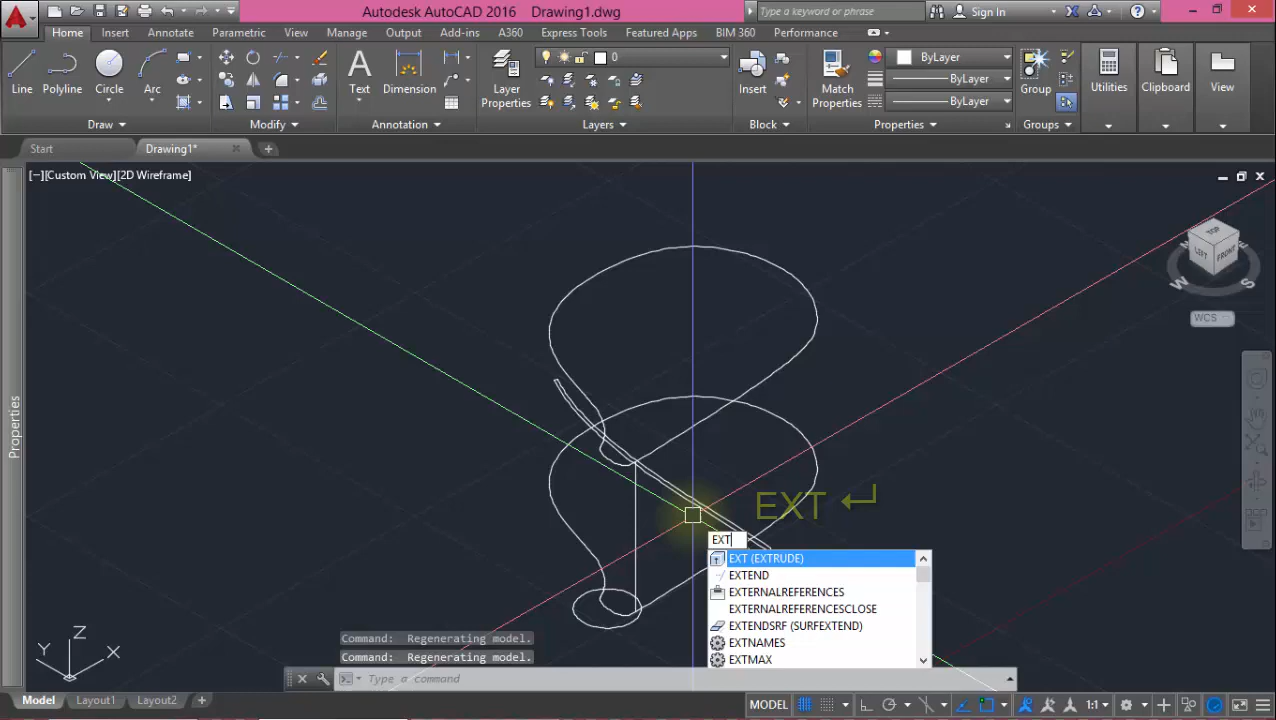 Autodesk AutoCAD 2016 Drawing1.dwg
Type a keyword or phrase
Sign In
Home Insert Annotate Parametric View Manage Output Add-ins A360 Express Tools Featured Apps BIM 360 Performance
Line Polyline Circle Arc
Text Dimension
Layer Properties
0
Insert
Match Properties
ByLayer
ByLayer
ByLayer
Group
Utilities
Clipboard
View
Draw Modify Annotation Layers Block Properties Groups
Start Drawing1*
[−][Custom View][2D Wireframe]
TOP
LEFT FRONT
W S
WCS
Properties
EXT ↵
EXT
EXT (EXTRUDE)
EXTEND
EXTERNALREFERENCES
EXTERNALREFERENCESCLOSE
EXTENDSRF (SURFEXTEND)
EXTNAMES
EXTMAX
Z
Y X
Command: Regenerating model.
Command: Regenerating model.
Type a command
Model Layout1 Layout2
MODEL
1:1